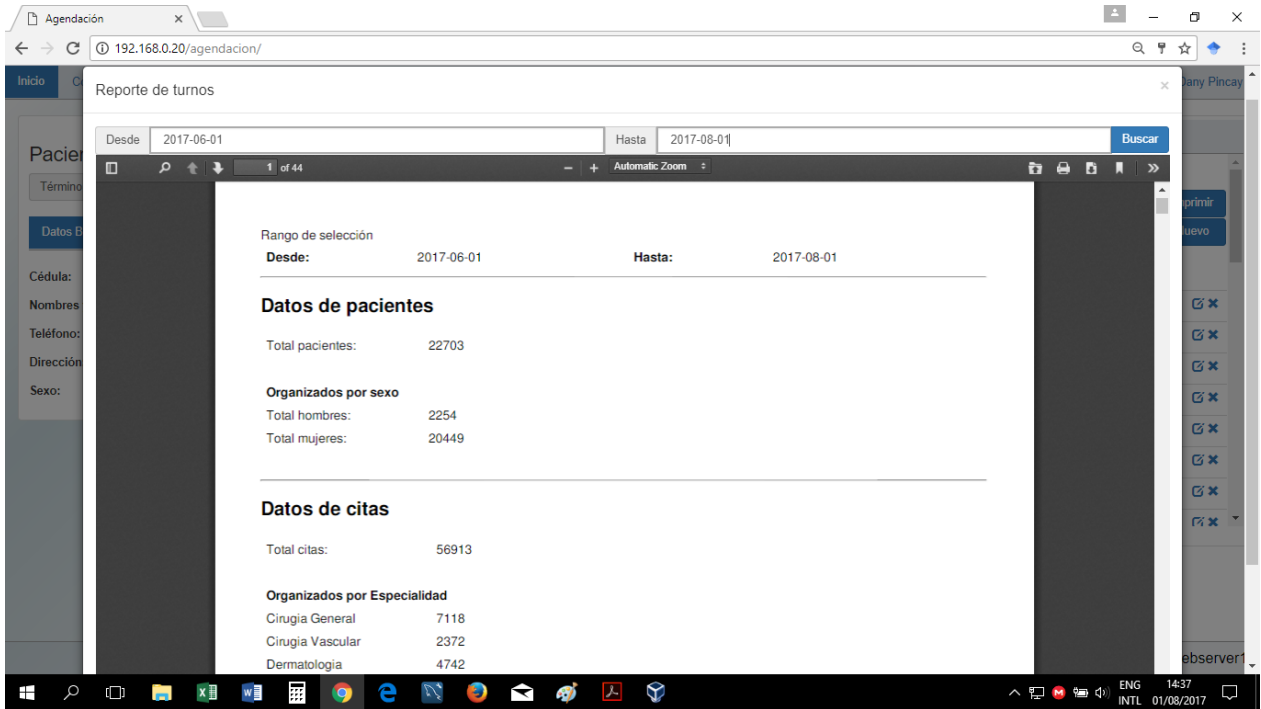 Agendación
192.168.0.20/agendacion/
Inicio
Dany Pincay
Reporte de turnos
Desde 2017-06-01 Hasta 2017-08-01 Buscar
1 of 44 Automatic Zoom
Término
Datos B
Cédula:
Nombres
Teléfono:
Dirección
Sexo:
Rango de selección
Desde: 2017-06-01 Hasta: 2017-08-01
Datos de pacientes
Total pacientes: 22703
Organizados por sexo
Total hombres: 2254
Total mujeres: 20449
Datos de citas
Total citas: 56913
Organizados por Especialidad
Cirugia General 7118
Cirugia Vascular 2372
Dermatologia 4742
ebserver1
ENG 14:37
INTL 01/08/2017